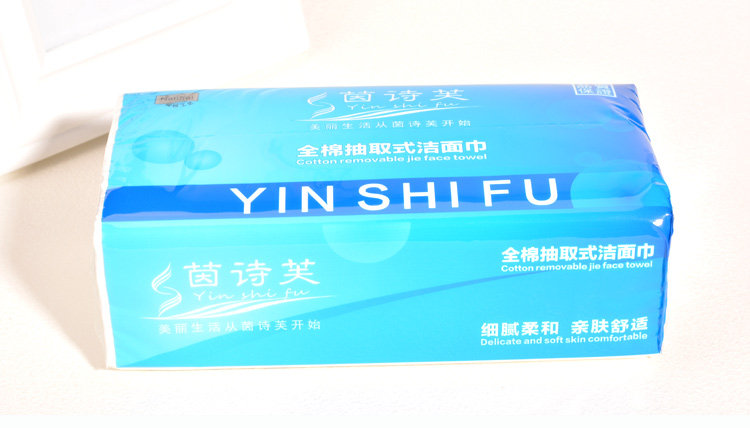 茵诗芙
Yin shi fu
美丽生活从茵诗芙开始
全棉抽取式洁面巾
Cotton removable jie face towel
YIN SHI FU
茵诗芙
Yin shi fu
美丽生活从茵诗芙开始
全棉抽取式洁面巾
Cotton removable jie face towel
细腻柔和 亲肤舒适
Delicate and soft skin comfortable